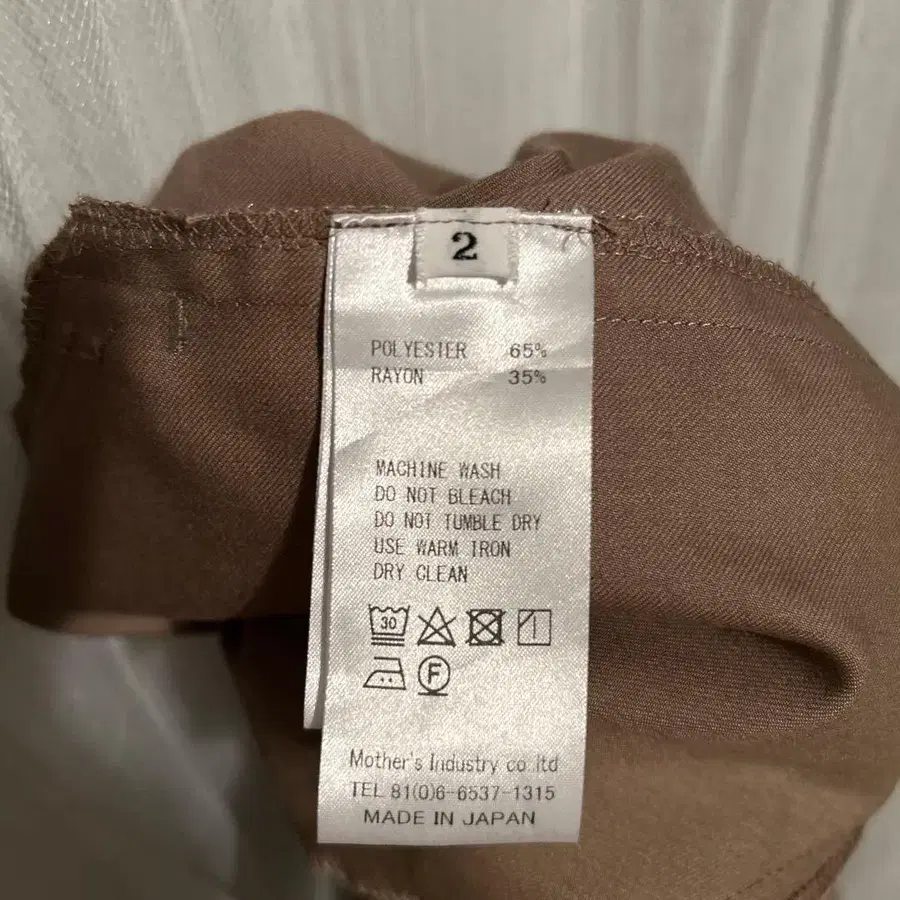 2
POLYESTER 65%
RAYON 35%
MACHINE WASH
DO NOT BLEACH
DO NOT TUMBLE DRY
USE WARM IRON
DRY CLEAN
30
F
Mother's Industry co ltd
TEL 81(0)6-6537-1315
MADE IN JAPAN